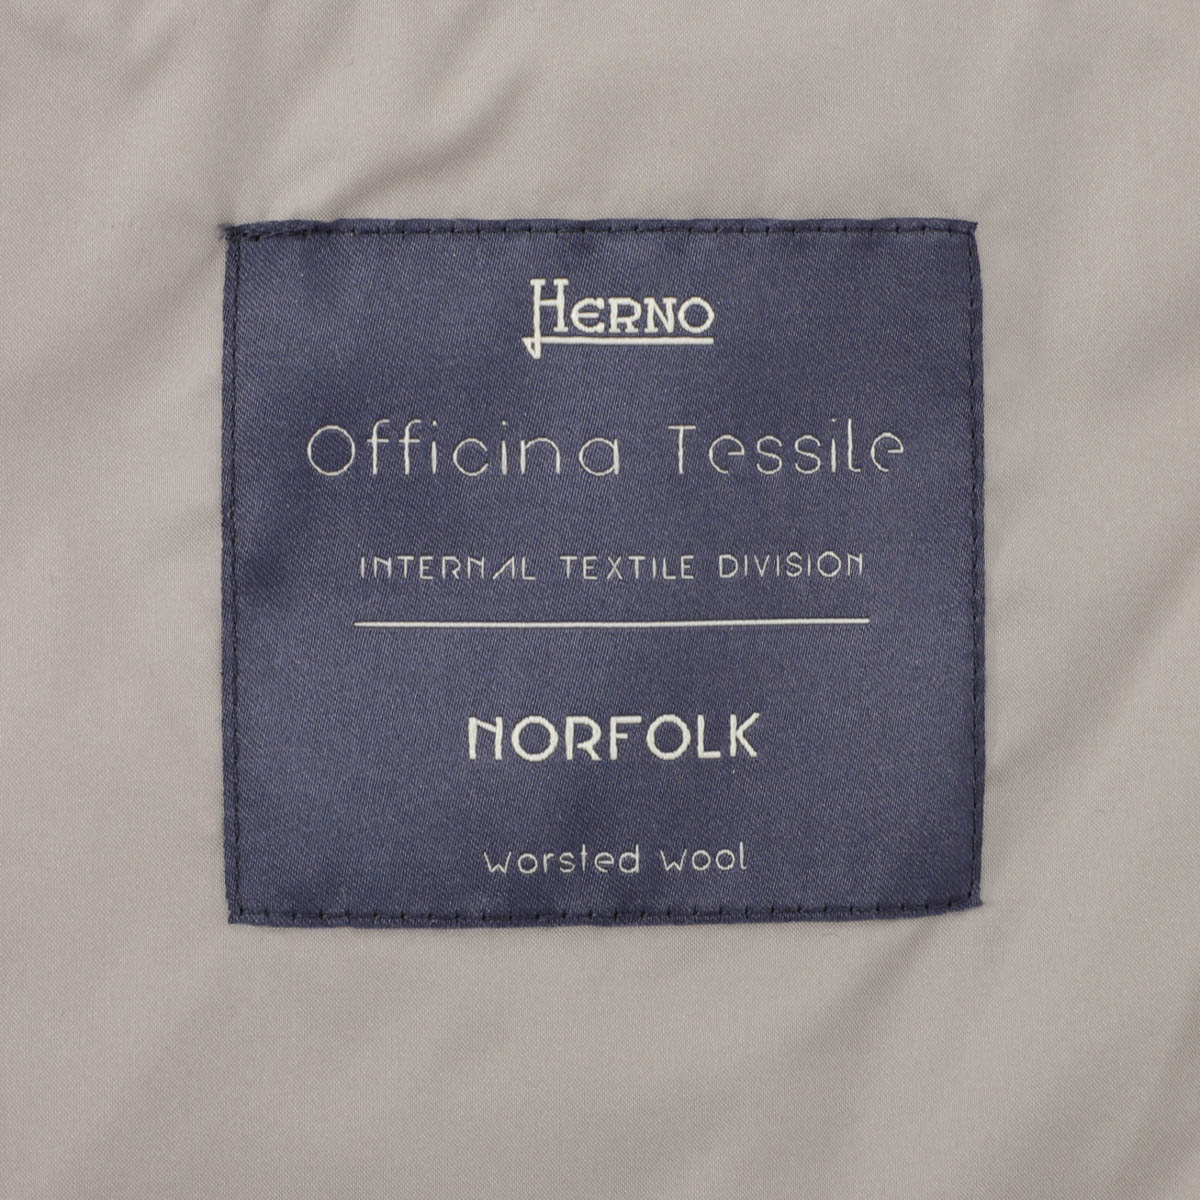 HERNO
Officina Tessile
INTERNAL TEXTILE DIVISION
NORFOLK
worsted wool